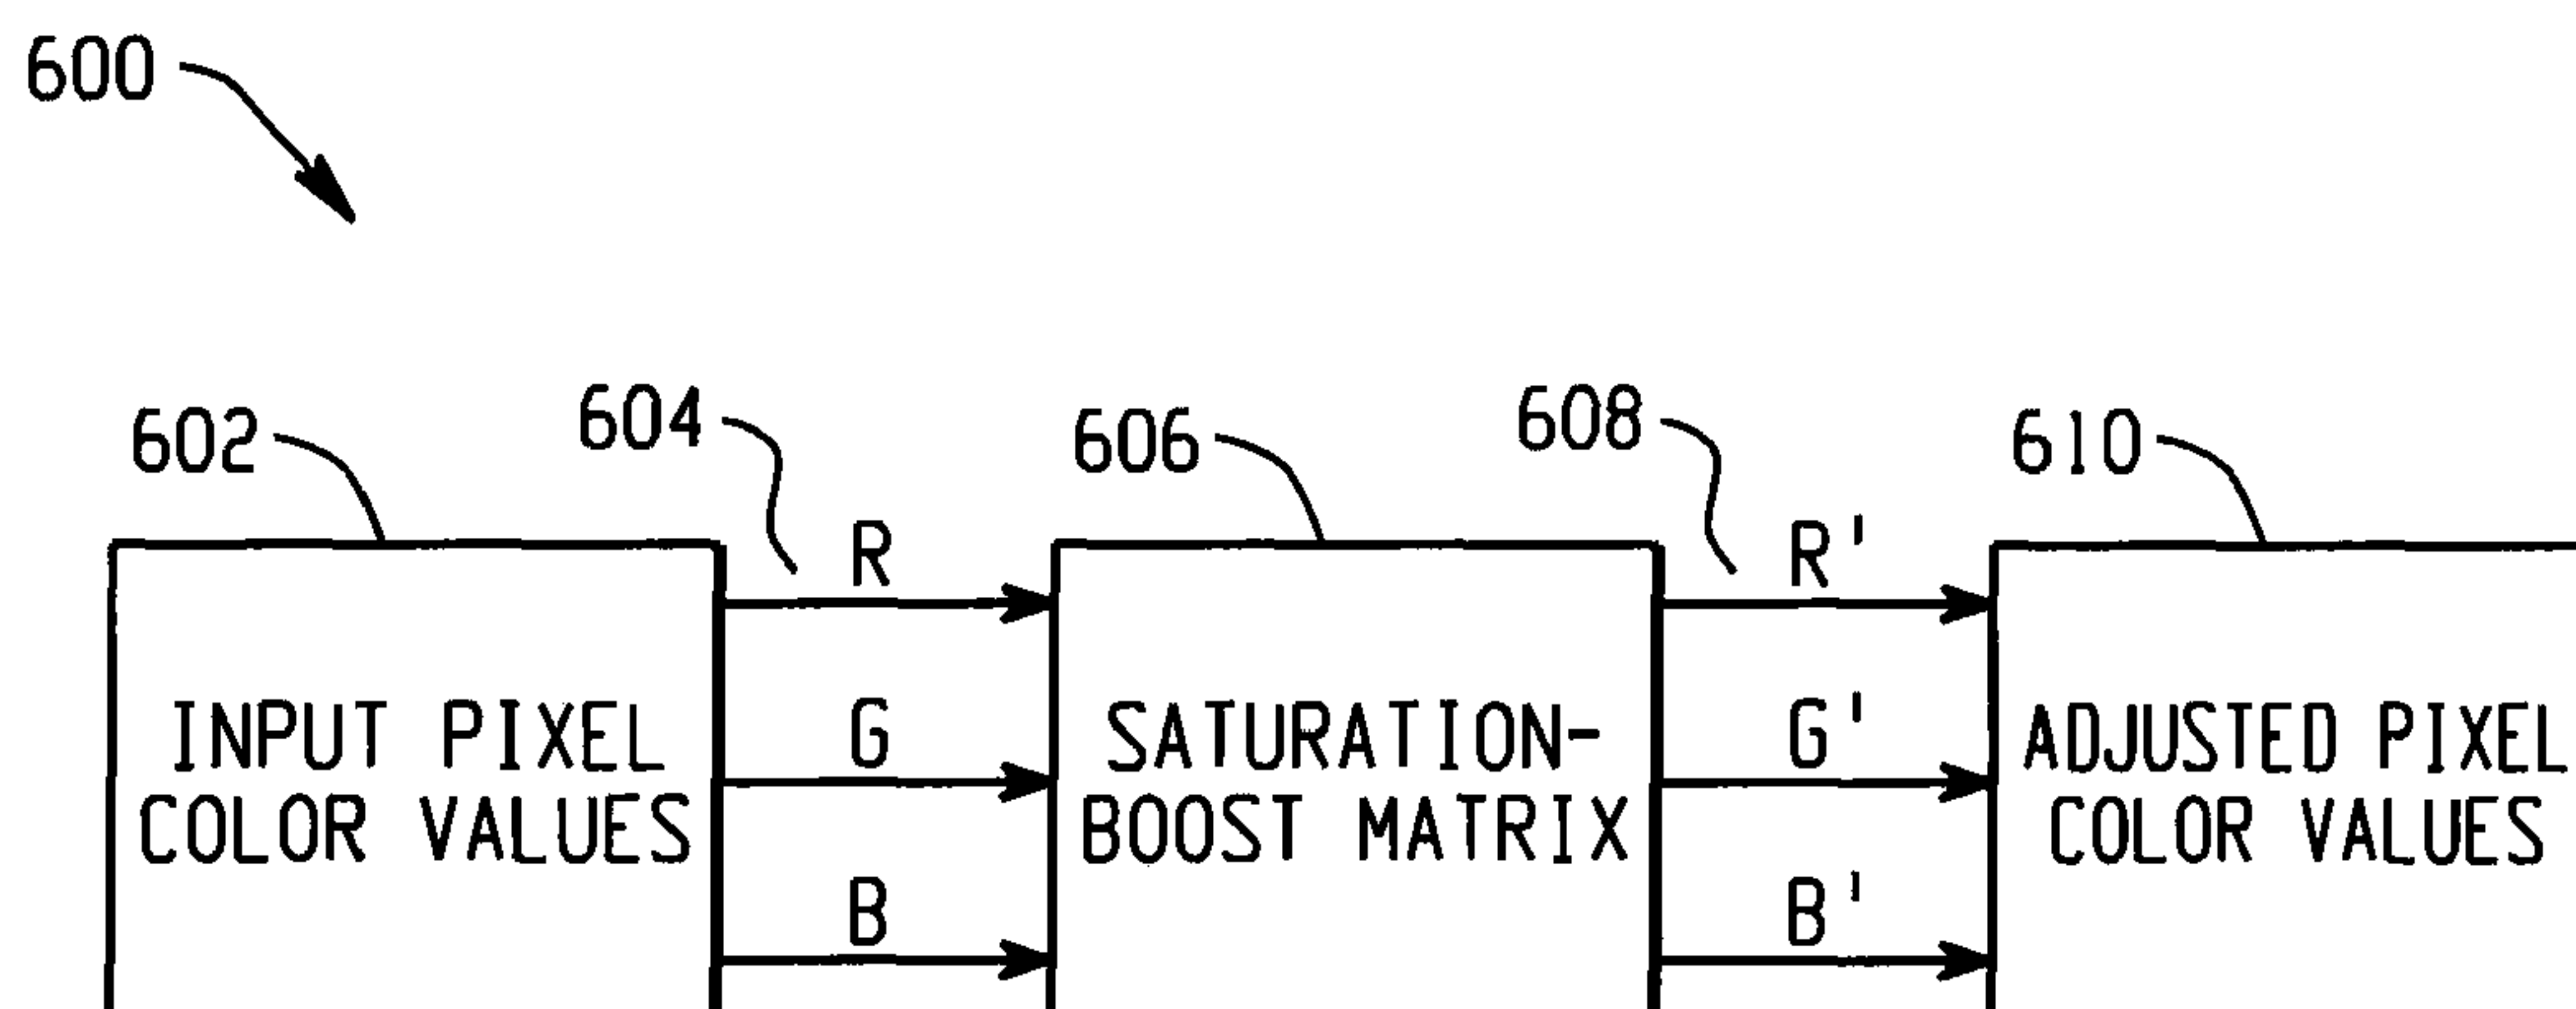 600
602
604
606
608
610
R
R'
INPUT PIXEL
COLOR VALUES
G
SATURATION-
BOOST MATRIX
G'
ADJUSTED PIXEL
COLOR VALUES
B
B'